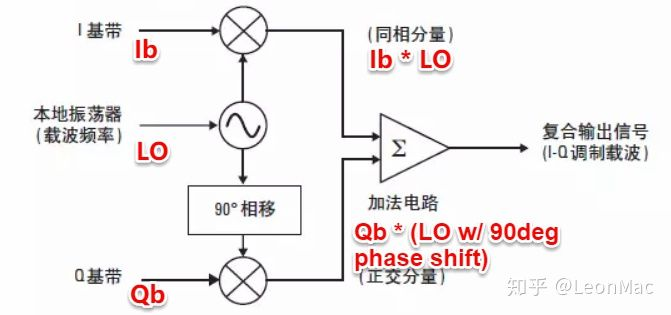 I 基带
Ib
(同相分量)
Ib * LO
本地振荡器
(载波频率)
LO
Σ
复合输出信号
(I-Q调制载波)
90°相移
加法电路
Qb * (LO w/ 90deg
phase shift)
(正交分量)
Q基带
Qb
知乎 @LeonMac